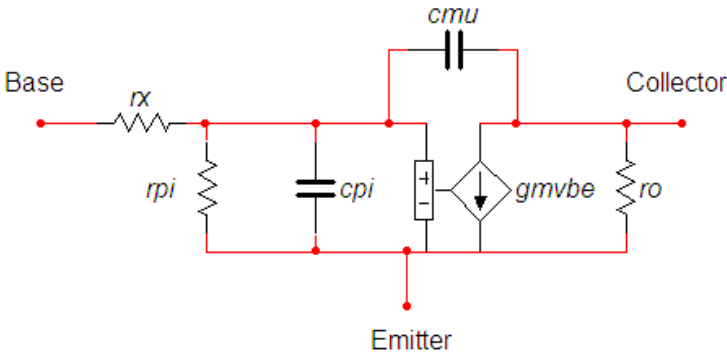 cmu
Base
Collector
rx
rpi
cpi
+
−
gmvbe
ro
Emitter